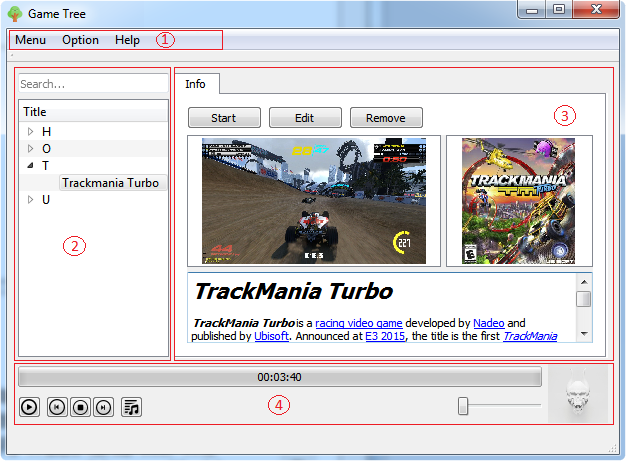 Game Tree
Menu Option Help 1
Search...
Title
H
O
T
Trackmania Turbo
U
2
Info
3
Start Edit Remove
227
TRACKMANIA
TURBO
UBISOFT
TrackMania Turbo
TrackMania Turbo is a racing video game developed by Nadeo and
published by Ubisoft. Announced at E3 2015, the title is the first TrackMania
00:03:40
4